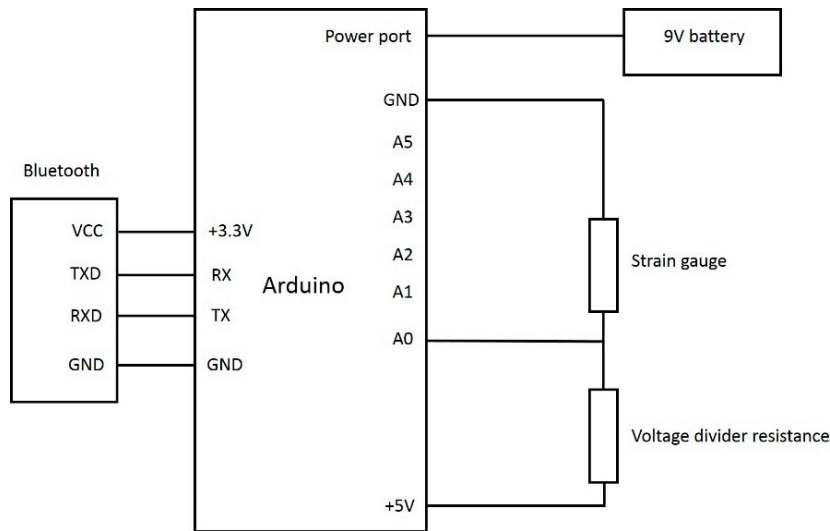 Power port
9V battery
GND
A5
A4
A3
A2
A1
A0
+5V
Bluetooth
VCC
TXD
RXD
GND
+3.3V
RX
TX
GND
Arduino
Strain gauge
Voltage divider resistance